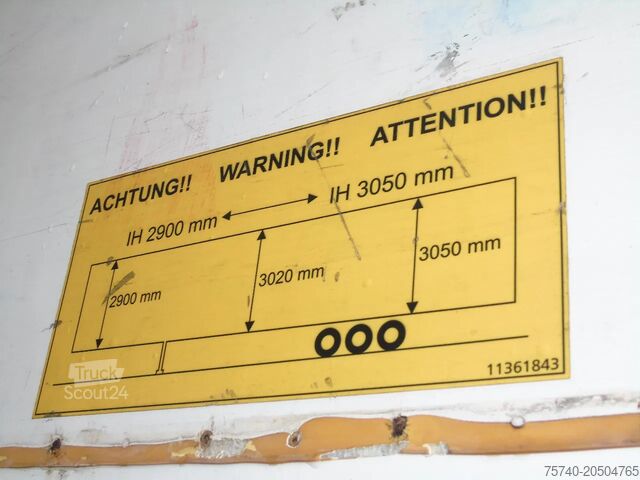 ACHTUNG!! WARNING!! ATTENTION!!
IH 2900 mm IH 3050 mm
2900 mm 3020 mm 3050 mm
11361843
Truck
Scout24
75740-20504765